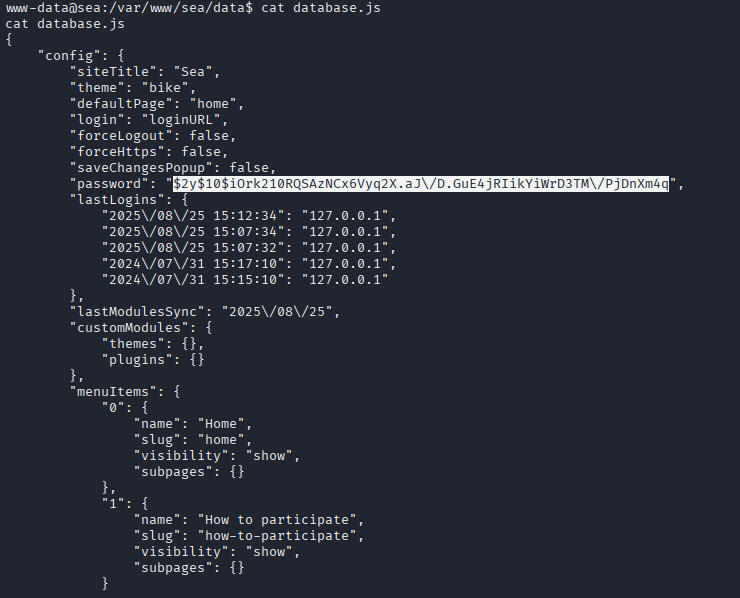 www-data@sea:/var/www/sea/data$ cat database.js
cat database.js
{
    "config": {
        "siteTitle": "Sea",
        "theme": "bike",
        "defaultPage": "home",
        "login": "loginURL",
        "forceLogout": false,
        "forceHttps": false,
        "saveChangesPopup": false,
        "password": "$2y$10$iOrk210RQSAzNCx6Vyq2X.aJ\/D.GuE4jRIikYiWrD3TM\/PjDnXm4q",
        "lastLogins": {
            "2025\/08\/25 15:12:34": "127.0.0.1",
            "2025\/08\/25 15:07:34": "127.0.0.1",
            "2025\/08\/25 15:07:32": "127.0.0.1",
            "2024\/07\/31 15:17:10": "127.0.0.1",
            "2024\/07\/31 15:15:10": "127.0.0.1"
        },
        "lastModulesSync": "2025\/08\/25",
        "customModules": {
            "themes": {},
            "plugins": {}
        },
        "menuItems": {
            "0": {
                "name": "Home",
                "slug": "home",
                "visibility": "show",
                "subpages": {}
            },
            "1": {
                "name": "How to participate",
                "slug": "how-to-participate",
                "visibility": "show",
                "subpages": {}
            }